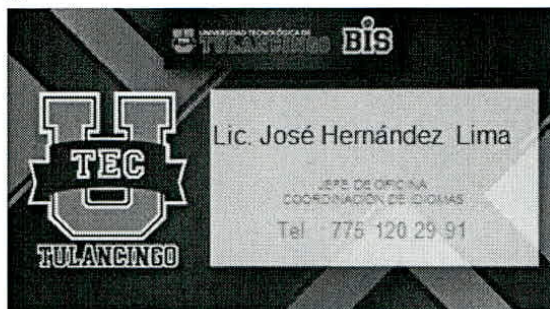 UNIVERSIDAD TECNOLÓGICA DE
TULANCINGO
BIS
U
TEC
TULANCINGO
Lic. José Hernández Lima
JEFE DE OFICINA
COORDINACIÓN DE IDIOMAS
Tel 775 120 29 91